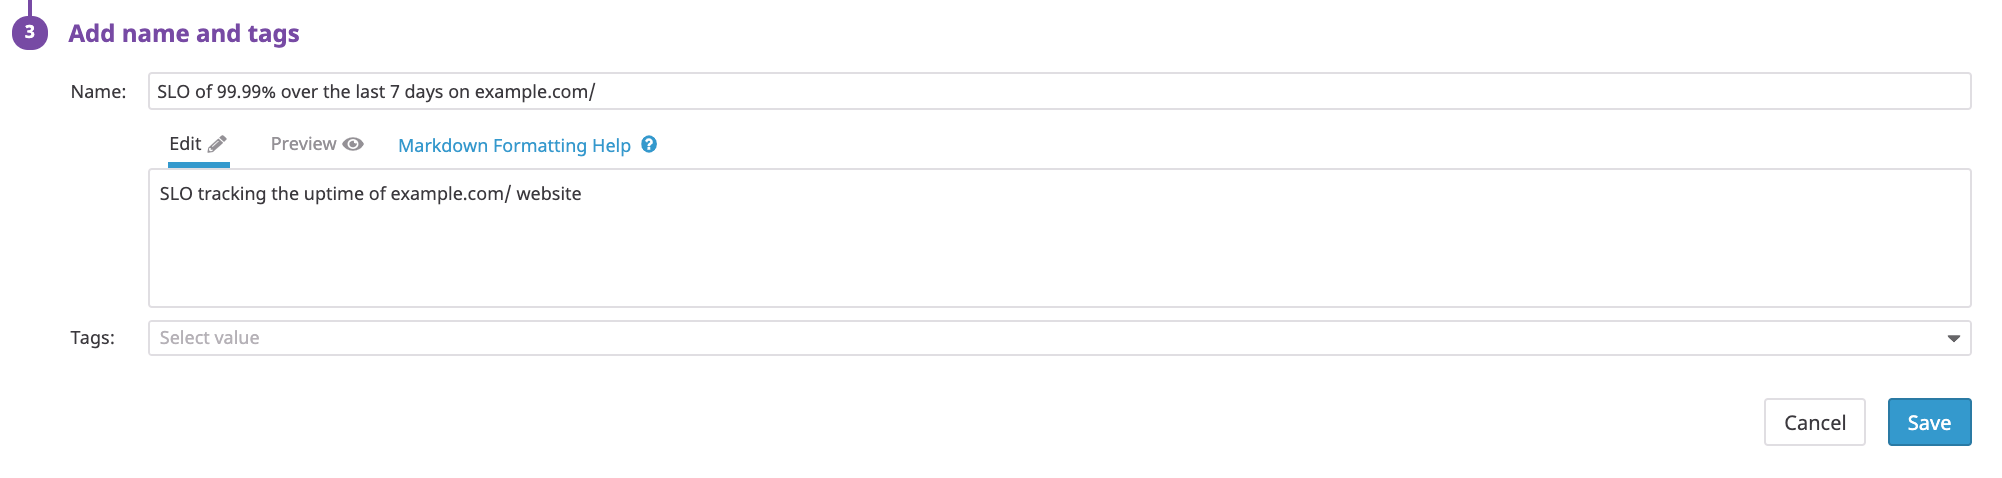 3 Add name and tags
Name: SLO of 99.99% over the last 7 days on example.com/
Edit Preview Markdown Formatting Help ?
SLO tracking the uptime of example.com/ website
Tags: Select value
Cancel Save